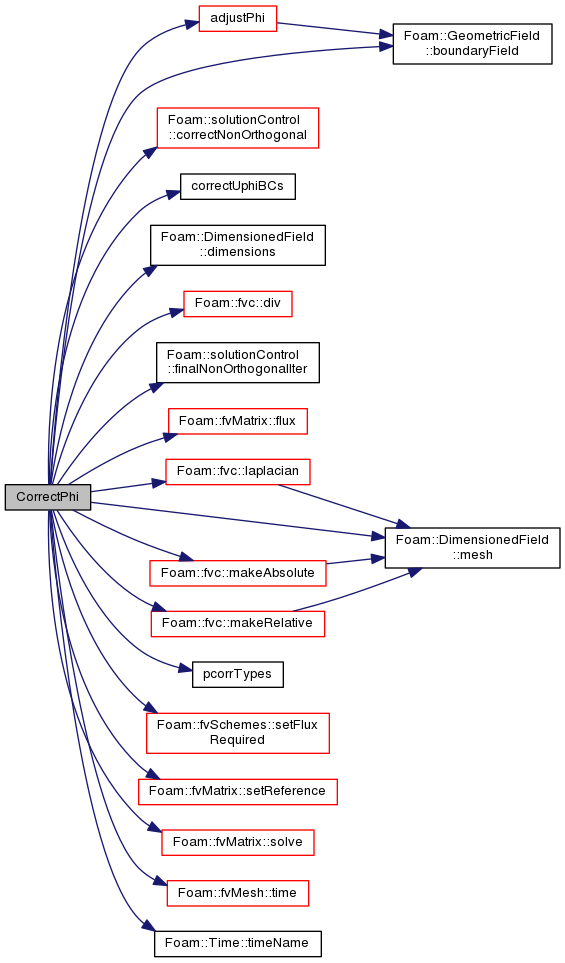 adjustPhi
Foam::GeometricField
::boundaryField
Foam::solutionControl
::correctNonOrthogonal
correctUphiBCs
Foam::DimensionedField
::dimensions
Foam::fvc::div
Foam::solutionControl
::finalNonOrthogonalIter
Foam::fvMatrix::flux
Foam::fvc::laplacian
CorrectPhi
Foam::DimensionedField
::mesh
Foam::fvc::makeAbsolute
Foam::fvc::makeRelative
pcorrTypes
Foam::fvSchemes::setFlux
Required
Foam::fvMatrix::setReference
Foam::fvMatrix::solve
Foam::fvMesh::time
Foam::Time::timeName